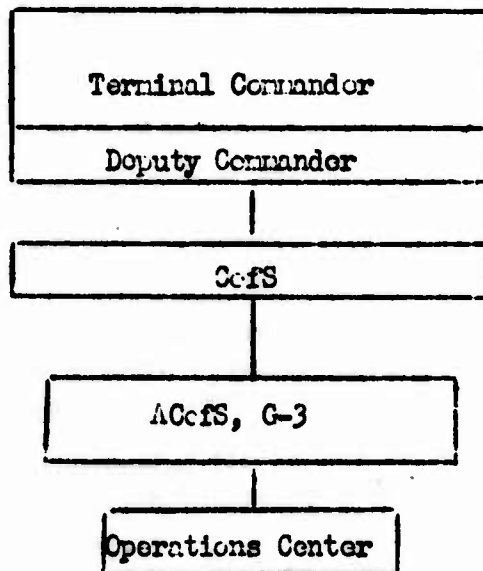 Terminal Commander
Deputy Commander
CofS
ACofS, G-3
Operations Center